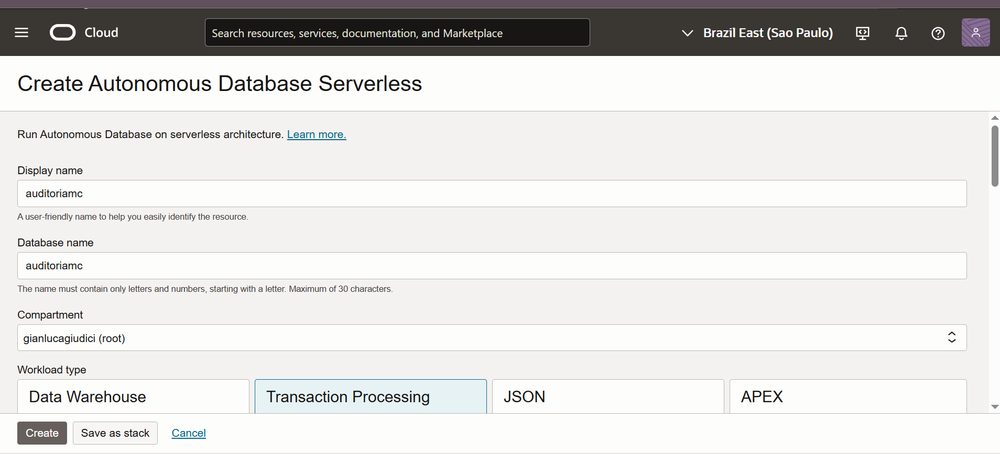 Cloud
Search resources, services, documentation, and Marketplace
Brazil East (Sao Paulo)
Create Autonomous Database Serverless
Run Autonomous Database on serverless architecture. Learn more.
Display name
auditoriamc
A user-friendly name to help you easily identify the resource.
Database name
auditoriamc
The name must contain only letters and numbers, starting with a letter. Maximum of 30 characters.
Compartment
gianlucagiudici (root)
Workload type
Data Warehouse
Transaction Processing
JSON
APEX
Create
Save as stack
Cancel